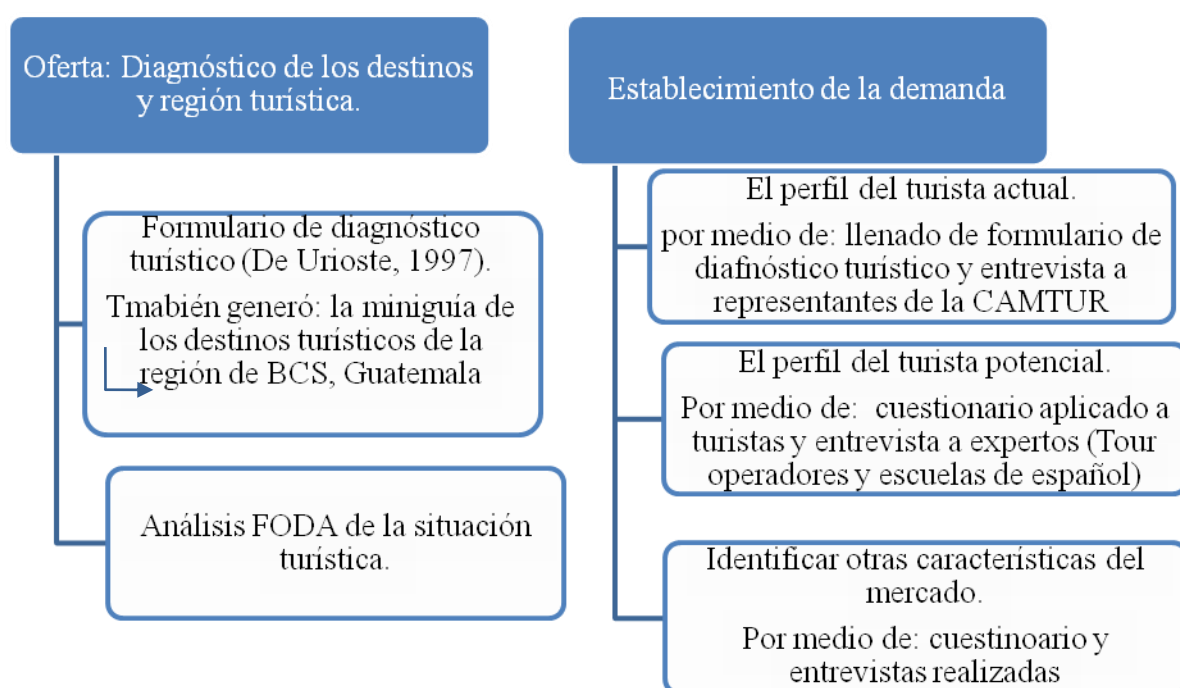 Oferta: Diagnóstico de los destinos
y región turística.
Formulario de diagnóstico
turístico (De Urioste, 1997).
Tmabién generó: la miniguía de
los destinos turísticos de la
región de BCS, Guatemala
Análisis FODA de la situación
turística.
Establecimiento de la demanda
El perfil del turista actual.
por medio de: llenado de formulario de
diafnóstico turístico y entrevista a
representantes de la CAMTUR
El perfil del turista potencial.
Por medio de: cuestionario aplicado a
turistas y entrevista a expertos (Tour
operadores y escuelas de español)
Identificar otras características del
mercado.
Por medio de: cuestinoario y
entrevistas realizadas